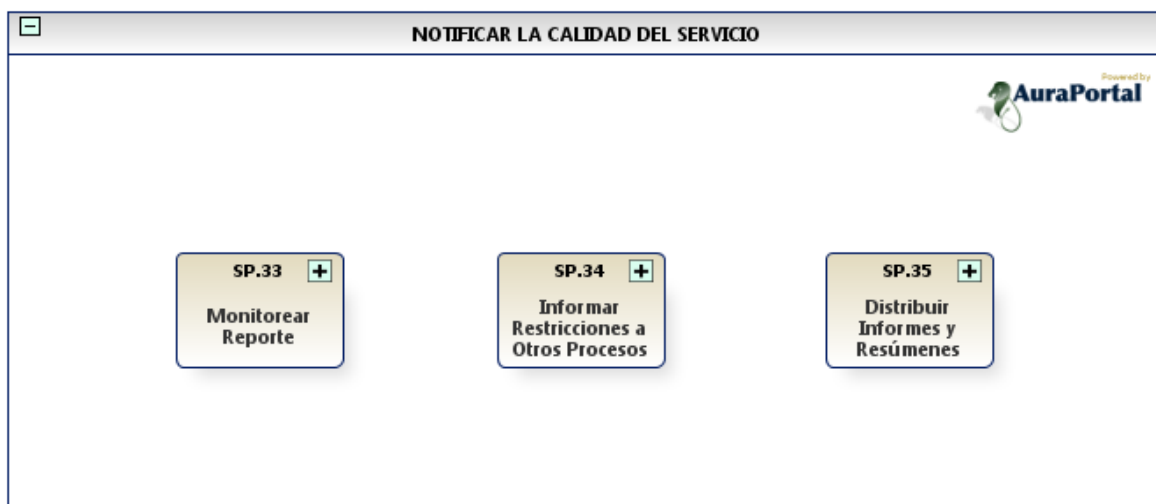 NOTIFICAR LA CALIDAD DEL SERVICIO
Powered by
AuraPortal
SP.33
Monitorear
Reporte
SP.34
Informar
Restricciones a
Otros Procesos
SP.35
Distribuir
Informes y
Resúmenes